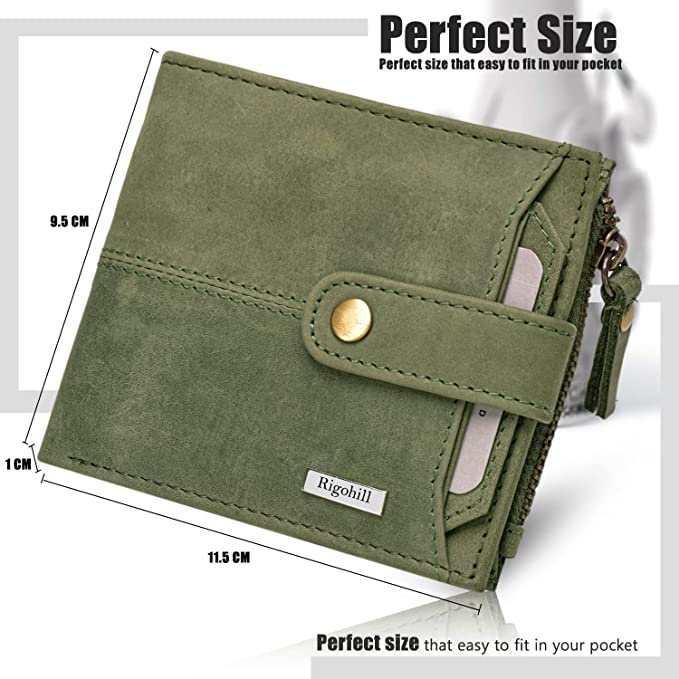 Perfect Size
Perfect size that easy to fit in your pocket
9.5 CM
1 CM
Rigohill
D
11.5 CM
Perfect size that easy to fit in your pocket